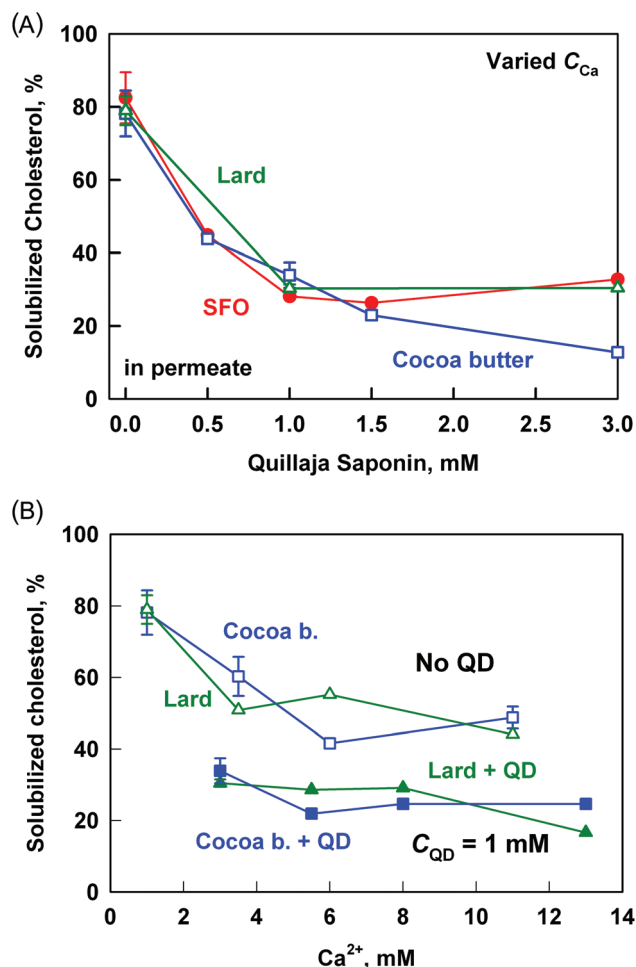 (A)
100
80
60
40
20
0
Solubilized Cholesterol, %
Varied C_Ca
Lard
SFO
Cocoa butter
in permeate
0.0 0.5 1.0 1.5 2.0 2.5 3.0
Quillaja Saponin, mM
(B)
100
80
60
40
20
0
Solubilized cholesterol, %
Cocoa b.
No QD
Lard
Lard + QD
Cocoa b. + QD
C_QD = 1 mM
0 2 4 6 8 10 12 14
Ca²⁺, mM